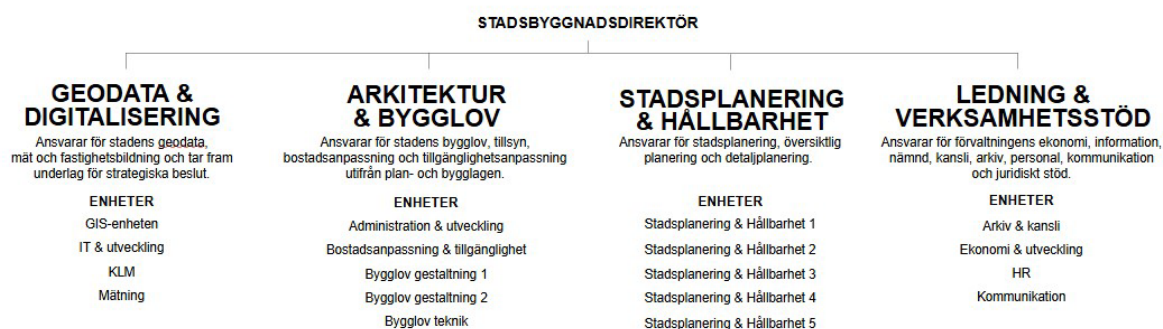 STADSBYGGNADSDIREKTÖR
GEODATA &
DIGITALISERING
Ansvarar för stadens geodata,
mät och fastighetsbildning och tar fram
underlag för strategiska beslut.
ENHETER
GIS-enheten
IT & utveckling
KLM
Mätning
ARKITEKTUR
& BYGGLOV
Ansvarar för stadens bygglov, tillsyn,
bostadsanpassning och tillgänglighetsanpassning
utifrån plan- och bygglagen.
ENHETER
Administration & utveckling
Bostadsanpassning & tillgänglighet
Bygglov gestaltning 1
Bygglov gestaltning 2
Bygglov teknik
STADSPLANERING
& HÅLLBARHET
Ansvarar för stadsplanering, översiktlig
planering och detaljplanering.
ENHETER
Stadsplanering & Hållbarhet 1
Stadsplanering & Hållbarhet 2
Stadsplanering & Hållbarhet 3
Stadsplanering & Hållbarhet 4
Stadsplanering & Hållbarhet 5
LEDNING &
VERKSAMHETSSTÖD
Ansvarar för förvaltningens ekonomi, information,
nämnd, kansli, arkiv, personal, kommunikation
och juridiskt stöd.
ENHETER
Arkiv & kansli
Ekonomi & utveckling
HR
Kommunikation